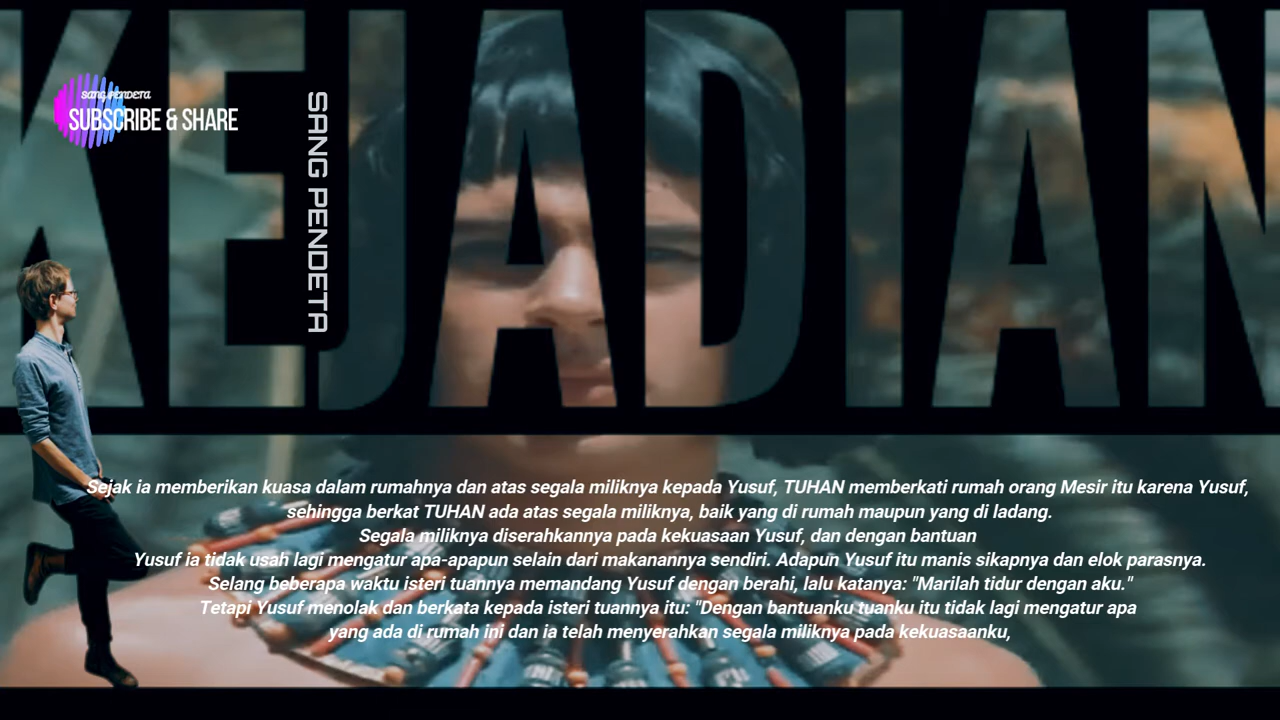 KEJADIAN
sang pendeta
SUBSCRIBE & SHARE
SANG PENDETA
Sejak ia memberikan kuasa dalam rumahnya dan atas segala miliknya kepada Yusuf, TUHAN memberkati rumah orang Mesir itu karena Yusuf,
sehingga berkat TUHAN ada atas segala miliknya, baik yang di rumah maupun yang di ladang.
Segala miliknya diserahkannya pada kekuasaan Yusuf, dan dengan bantuan
Yusuf ia tidak usah lagi mengatur apa-apapun selain dari makanannya sendiri. Adapun Yusuf itu manis sikapnya dan elok parasnya.
Selang beberapa waktu isteri tuannya memandang Yusuf dengan berahi, lalu katanya: "Marilah tidur dengan aku."
Tetapi Yusuf menolak dan berkata kepada isteri tuannya itu: "Dengan bantuanku tuanku itu tidak lagi mengatur apa
yang ada di rumah ini dan ia telah menyerahkan segala miliknya pada kekuasaanku,